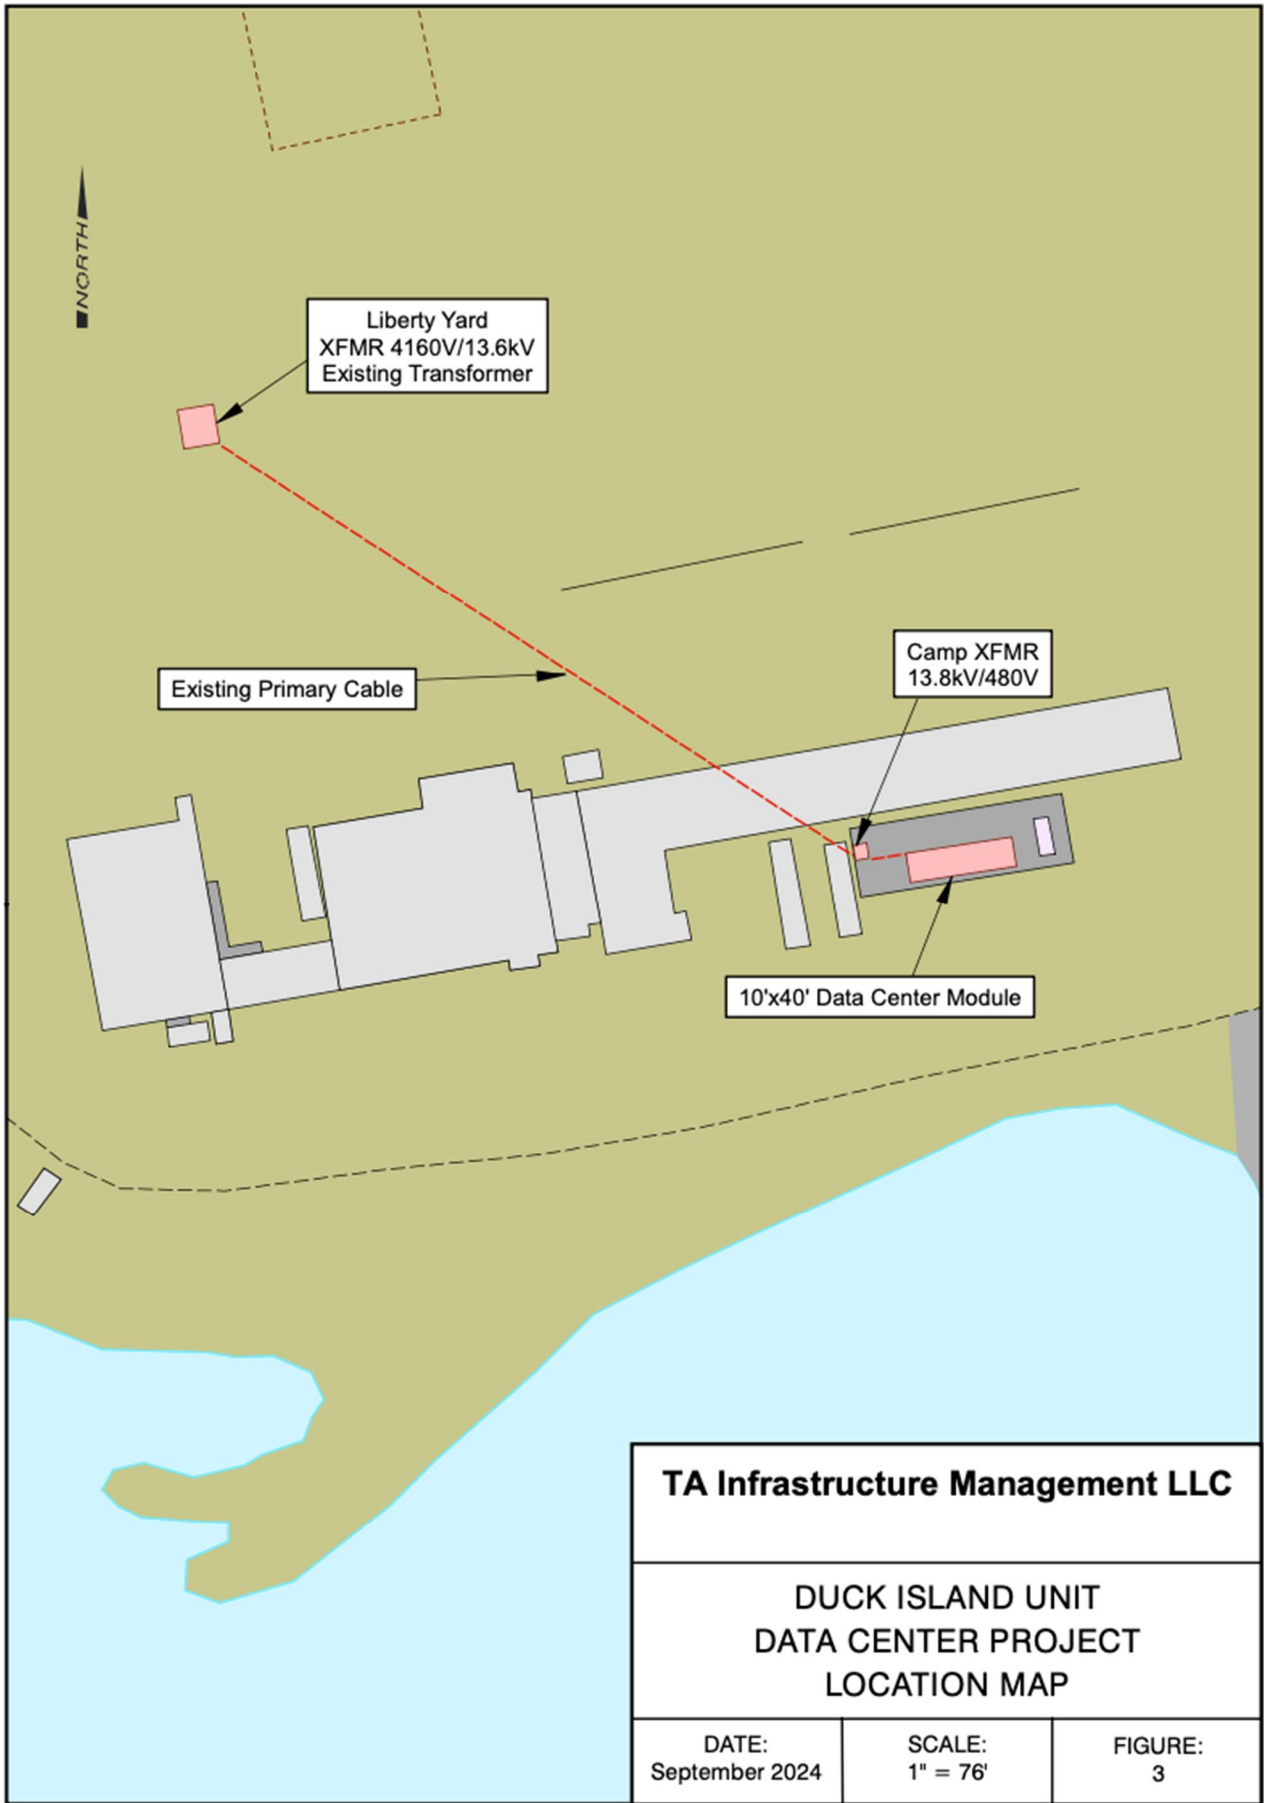 NORTH
Liberty Yard
XFMR 4160V/13.6kV
Existing Transformer
Existing Primary Cable
Camp XFMR
13.8kV/480V
10'x40' Data Center Module
TA Infrastructure Management LLC
DUCK ISLAND UNIT
DATA CENTER PROJECT
LOCATION MAP
DATE:
September 2024
SCALE:
1" = 76'
FIGURE:
3